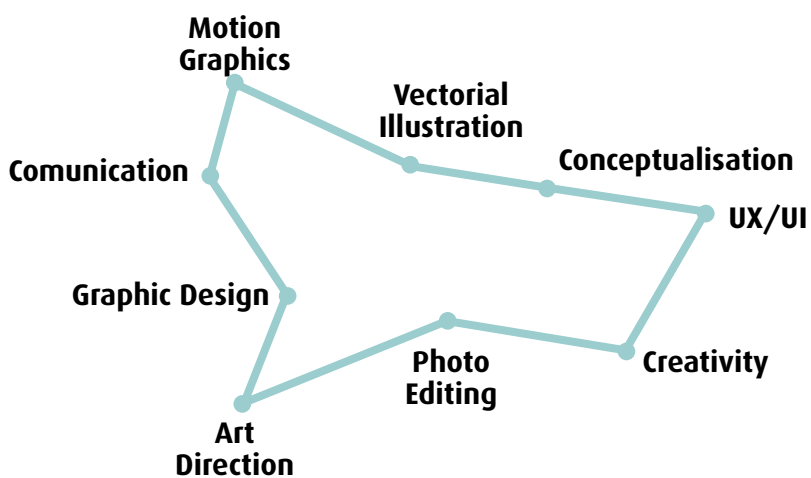 Motion
Graphics
Vectorial
Illustration
Conceptualisation
Comunication
UX/UI
Graphic Design
Photo
Editing
Creativity
Art
Direction